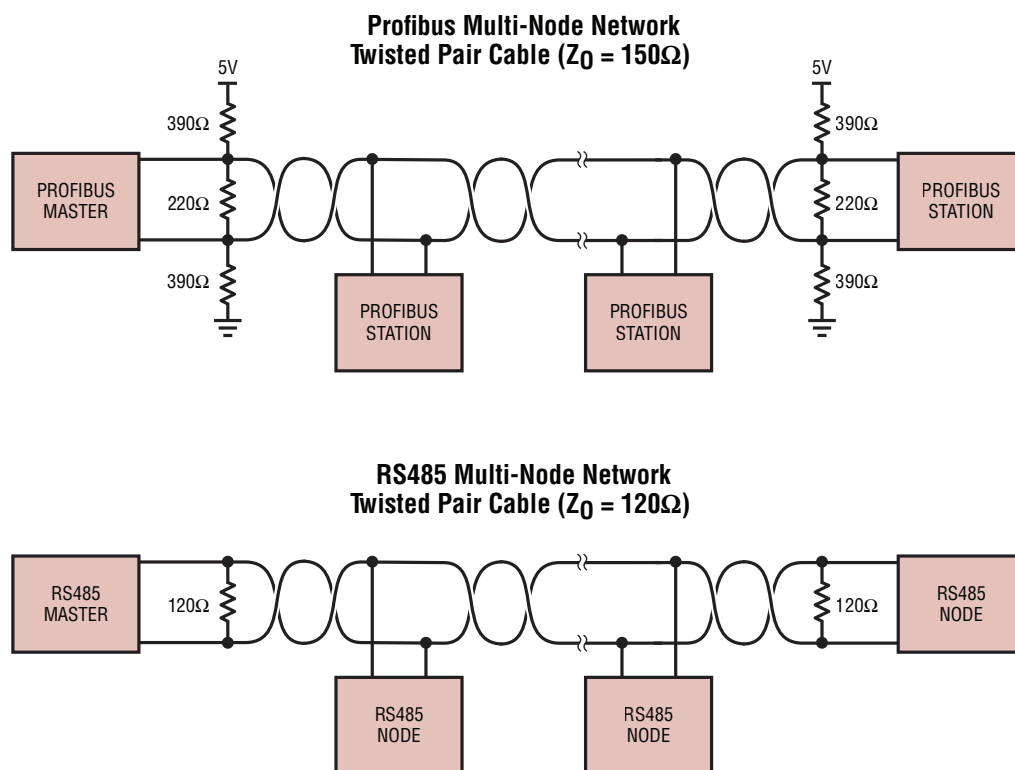 Profibus Multi-Node Network
Twisted Pair Cable (Z0 = 150Ω)
5V
5V
390Ω
390Ω
PROFIBUS
MASTER
220Ω
220Ω
PROFIBUS
STATION
390Ω
390Ω
PROFIBUS
STATION
PROFIBUS
STATION
RS485 Multi-Node Network
Twisted Pair Cable (Z0 = 120Ω)
RS485
MASTER
120Ω
120Ω
RS485
NODE
RS485
NODE
RS485
NODE